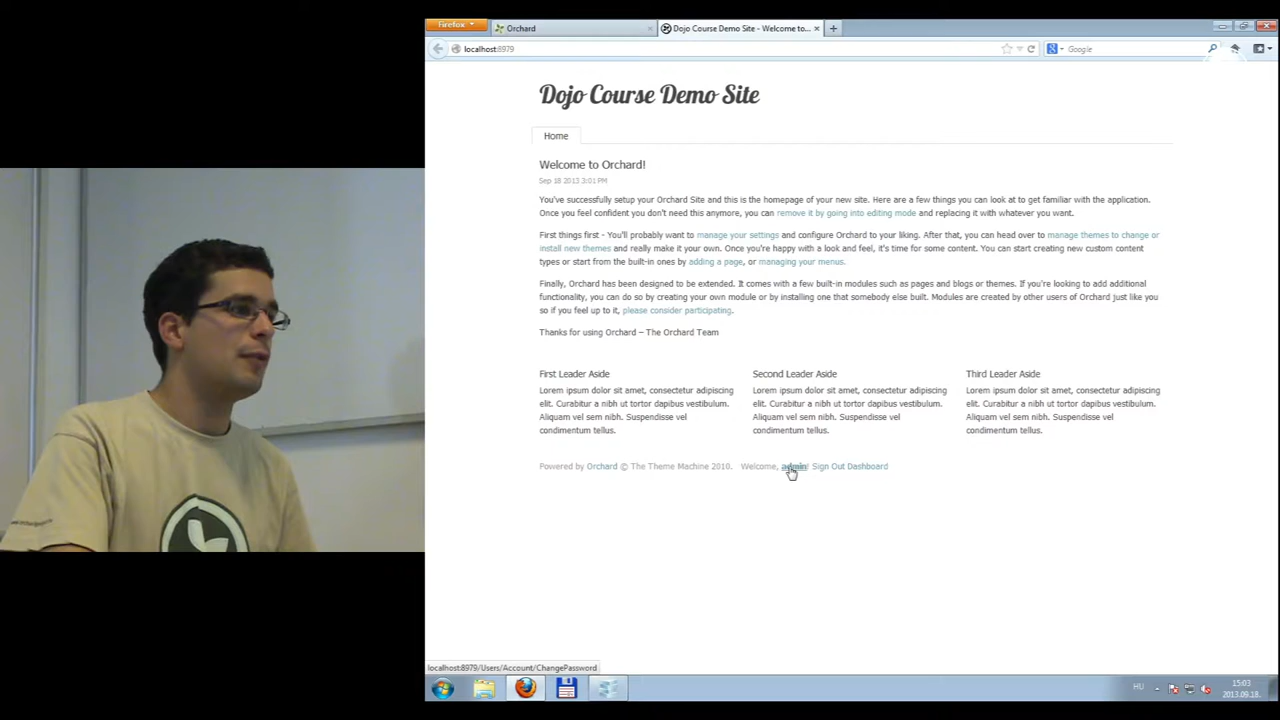 Firefox
Orchard
Dojo Course Demo Site - Welcome to...
localhost:8979
Google
Dojo Course Demo Site
Home
Welcome to Orchard!
Sep 18 2013 3:01 PM
You've successfully setup your Orchard Site and this is the homepage of your new site. Here are a few things you can look at to get familiar with the application.
Once you feel confident you don't need this anymore, you can remove it by going into editing mode and replacing it with whatever you want.
First things first - You'll probably want to manage your settings and configure Orchard to your liking. After that, you can head over to manage themes to change or
install new themes and really make it your own. Once you're happy with a look and feel, it's time for some content. You can start creating new custom content
types or start from the built-in ones by adding a page, or managing your menus.
Finally, Orchard has been designed to be extended. It comes with a few built-in modules such as pages and blogs or themes. If you're looking to add additional
functionality, you can do so by creating your own module or by installing one that somebody else built. Modules are created by other users of Orchard just like you
so if you feel up to it, please consider participating.
Thanks for using Orchard – The Orchard Team
First Leader Aside
Lorem ipsum dolor sit amet, consectetur adipiscing
elit. Curabitur a nibh ut tortor dapibus vestibulum.
Aliquam vel sem nibh. Suspendisse vel
condimentum tellus.
Second Leader Aside
Lorem ipsum dolor sit amet, consectetur adipiscing
elit. Curabitur a nibh ut tortor dapibus vestibulum.
Aliquam vel sem nibh. Suspendisse vel
condimentum tellus.
Third Leader Aside
Lorem ipsum dolor sit amet, consectetur adipiscing
elit. Curabitur a nibh ut tortor dapibus vestibulum.
Aliquam vel sem nibh. Suspendisse vel
condimentum tellus.
Powered by Orchard © The Theme Machine 2010. Welcome, admin! Sign Out Dashboard
localhost:8979/Users/Account/ChangePassword
HU
15:03
2013.09.18.